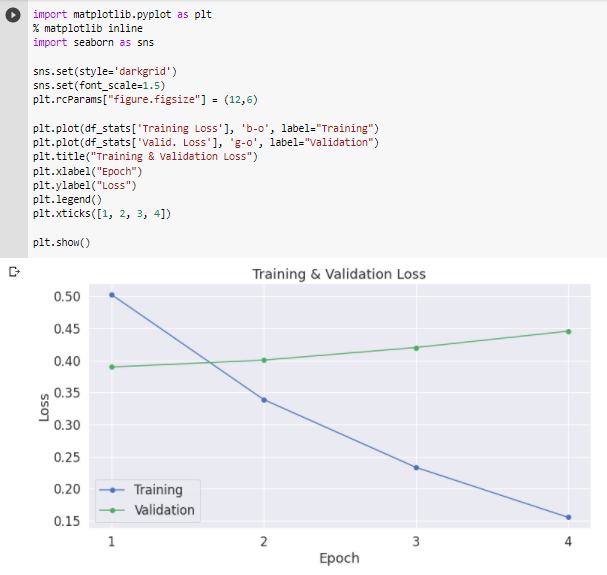 import matplotlib.pyplot as plt
% matplotlib inline
import seaborn as sns
sns.set(style='darkgrid')
sns.set(font_scale=1.5)
plt.rcParams["figure.figsize"] = (12,6)
plt.plot(df_stats['Training Loss'], 'b-o', label="Training")
plt.plot(df_stats['Valid. Loss'], 'g-o', label="Validation")
plt.title("Training & Validation Loss")
plt.xlabel("Epoch")
plt.ylabel("Loss")
plt.legend()
plt.xticks([1, 2, 3, 4])
plt.show()
Training & Validation Loss
0.50
0.45
0.40
0.35
0.30
0.25
0.20
0.15
Loss
Training
Validation
1 2 3 4
Epoch